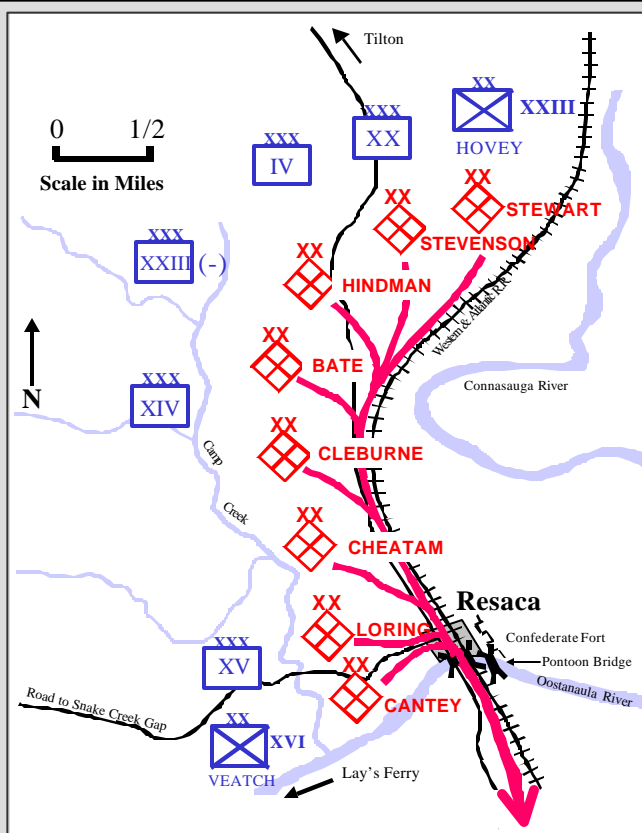 Tilton
XX
XXIII
HOVEY
XXX
XX
XXX
IV
0 1/2
Scale in Miles
XX
STEWART
XX
STEVENSON
XXX
XXIII (-)
XX
HINDMAN
Western & Atlantic R.R
N
XX
BATE
Connasauga River
XXX
XIV
XX
CLEBURNE
Camp
Creek
XX
CHEATAM
Resaca
XX
LORING
Confederate Fort
Pontoon Bridge
Oostanaula River
XXX
XV
XX
CANTEY
Road to Snake Creek Gap
XX
XVI
VEATCH
Lay's Ferry